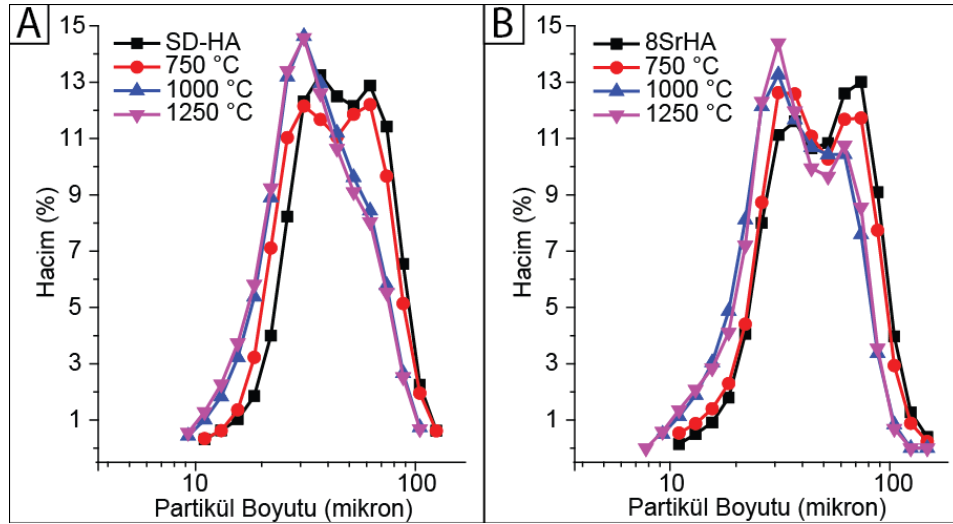 A
SD-HA
750 °C
1000 °C
1250 °C
15
13
11
9
7
5
3
1
Hacim (%)
10
100
Partikül Boyutu (mikron)
B
8SrHA
750 °C
1000 °C
1250 °C
15
13
11
9
7
5
3
1
Hacim (%)
10
100
Partikül Boyutu (mikron)